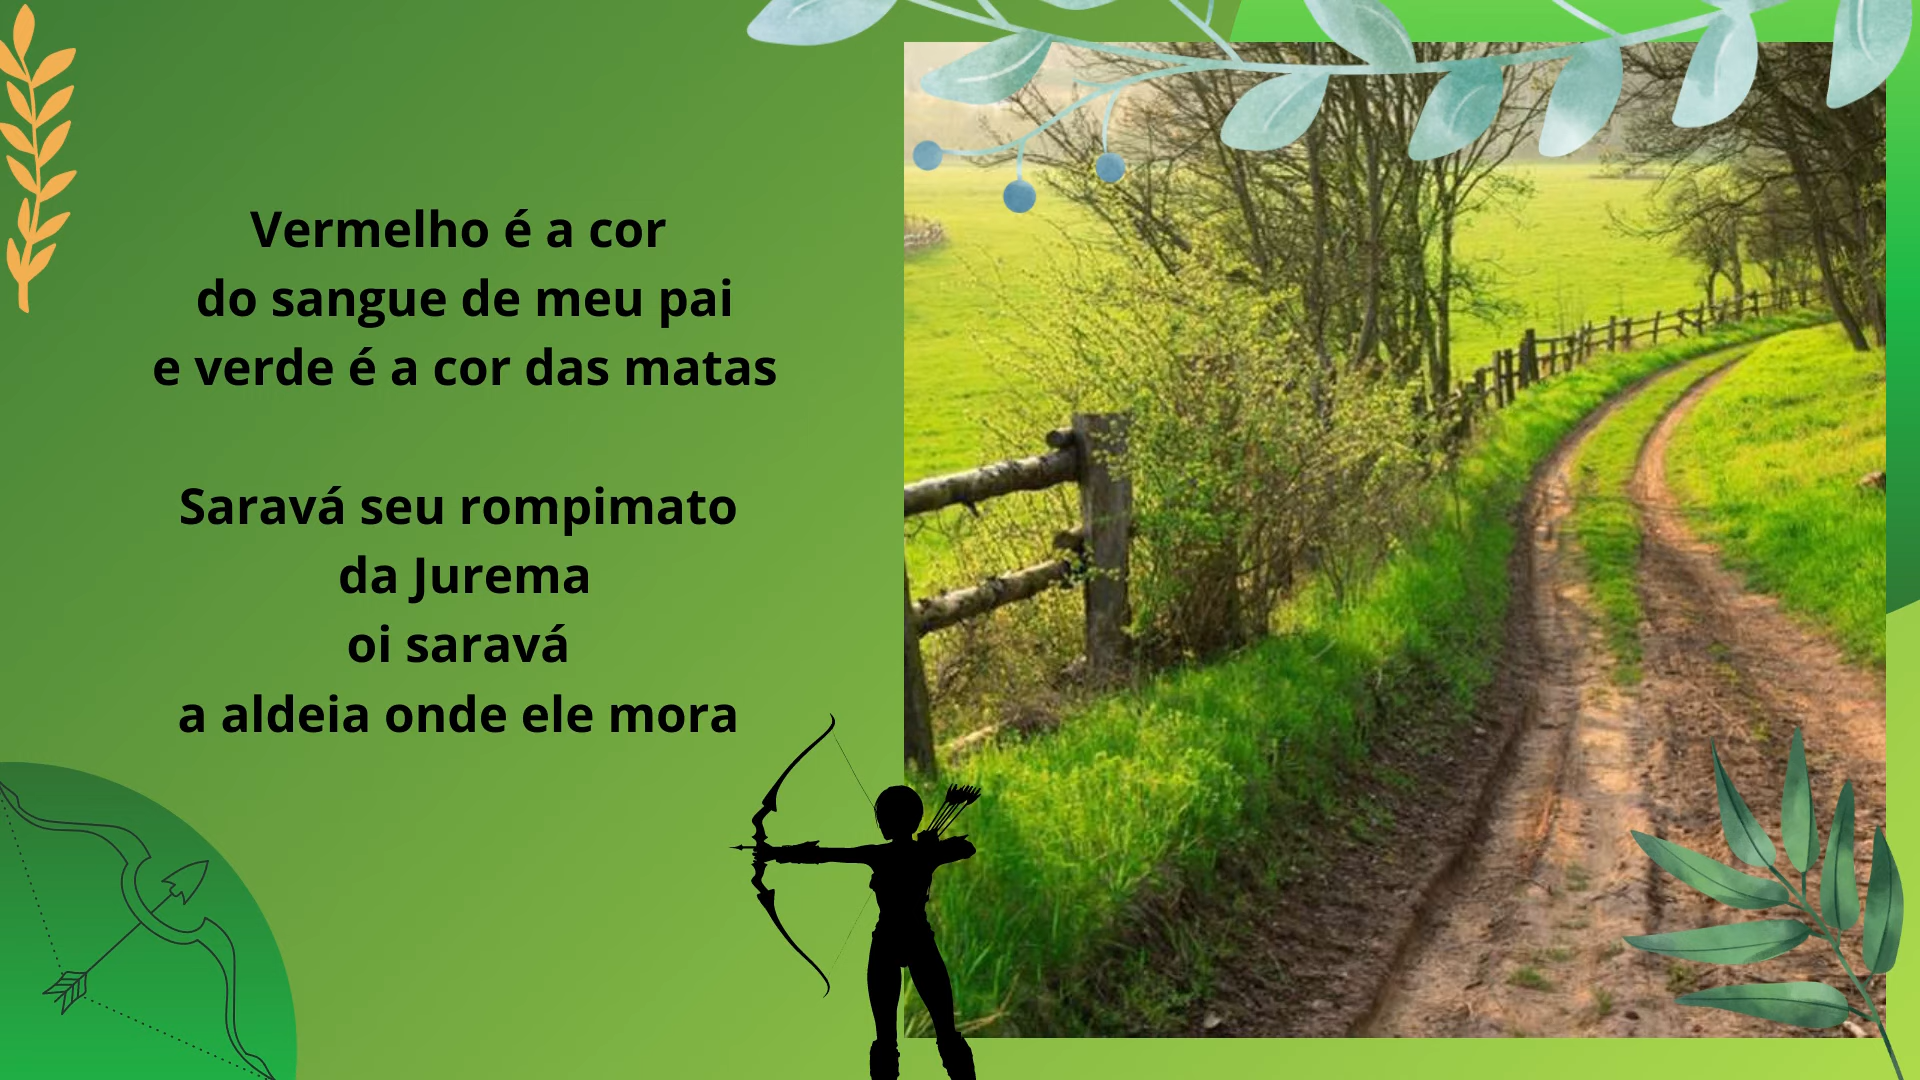 Vermelho é a cor
do sangue de meu pai
e verde é a cor das matas
Saravá seu rompimato
da Jurema
oi saravá
a aldeia onde ele mora